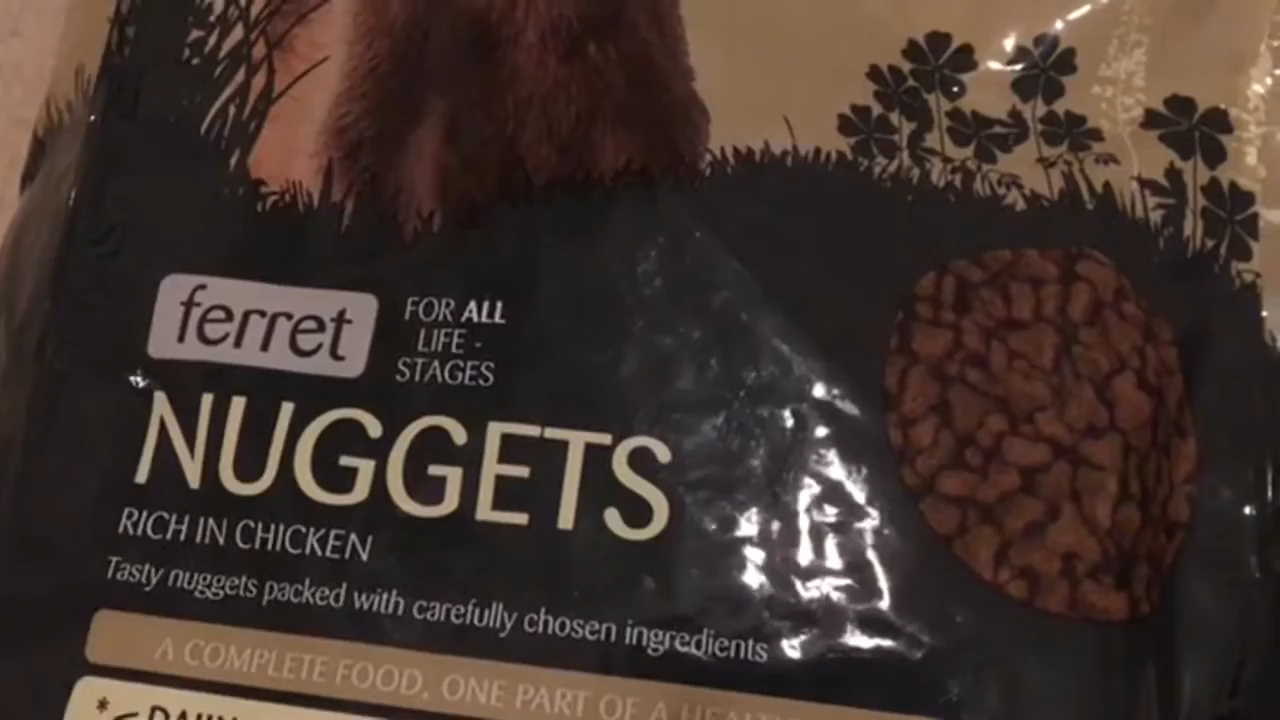 ferret
FOR ALL
LIFE -
STAGES
NUGGETS
RICH IN CHICKEN
Tasty nuggets packed with carefully chosen ingredients
A COMPLETE FOOD, ONE PART OF A
*